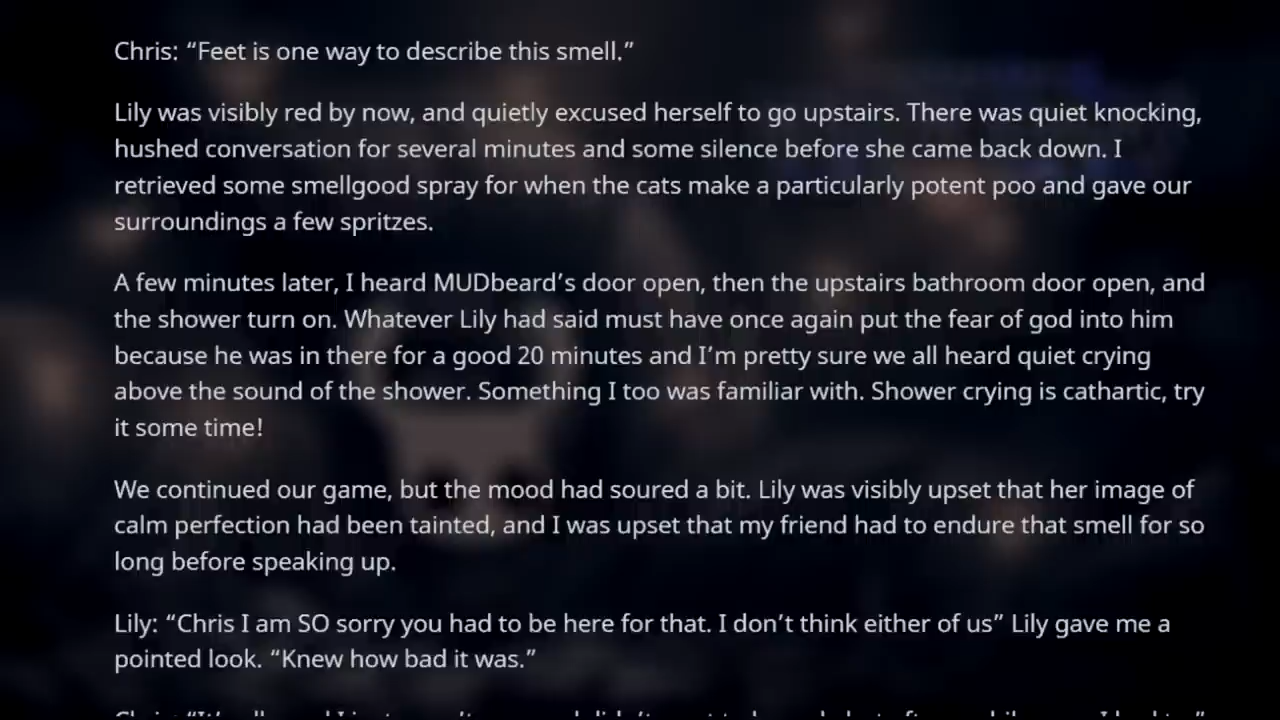 Chris: “Feet is one way to describe this smell.”
Lily was visibly red by now, and quietly excused herself to go upstairs. There was quiet knocking,
hushed conversation for several minutes and some silence before she came back down. I
retrieved some smellgood spray for when the cats make a particularly potent poo and gave our
surroundings a few spritzes.
A few minutes later, I heard MUDbeard’s door open, then the upstairs bathroom door open, and
the shower turn on. Whatever Lily had said must have once again put the fear of god into him
because he was in there for a good 20 minutes and I’m pretty sure we all heard quiet crying
above the sound of the shower. Something I too was familiar with. Shower crying is cathartic, try
it some time!
We continued our game, but the mood had soured a bit. Lily was visibly upset that her image of
calm perfection had been tainted, and I was upset that my friend had to endure that smell for so
long before speaking up.
Lily: “Chris I am SO sorry you had to be here for that. I don’t think either of us” Lily gave me a
pointed look. “Knew how bad it was.”